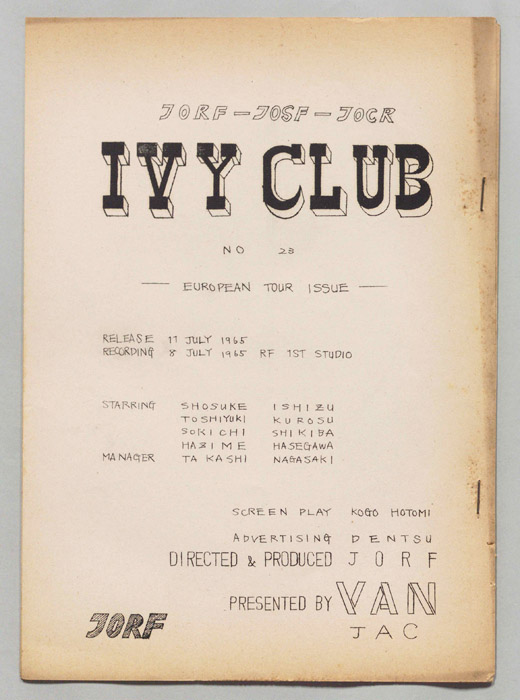 JORF-JOSF-JOCR
IVY CLUB
NO 23
— EUROPEAN TOUR ISSUE —
RELEASE 17 JULY 1965
RECORDING 8 JULY 1965 RF 1ST STUDIO
STARRING SHOSUKE ISHIZU
TOSHIYUKI KUROSU
SOKICHI SHIKIBA
HAZIME HASEGAWA
MANAGER TAKASHI NAGASAKI
SCREEN PLAY KOGO HOTOMI
ADVERTISING DENTSU
DIRECTED & PRODUCED JORF
PRESENTED BY VAN
JAC
JORF